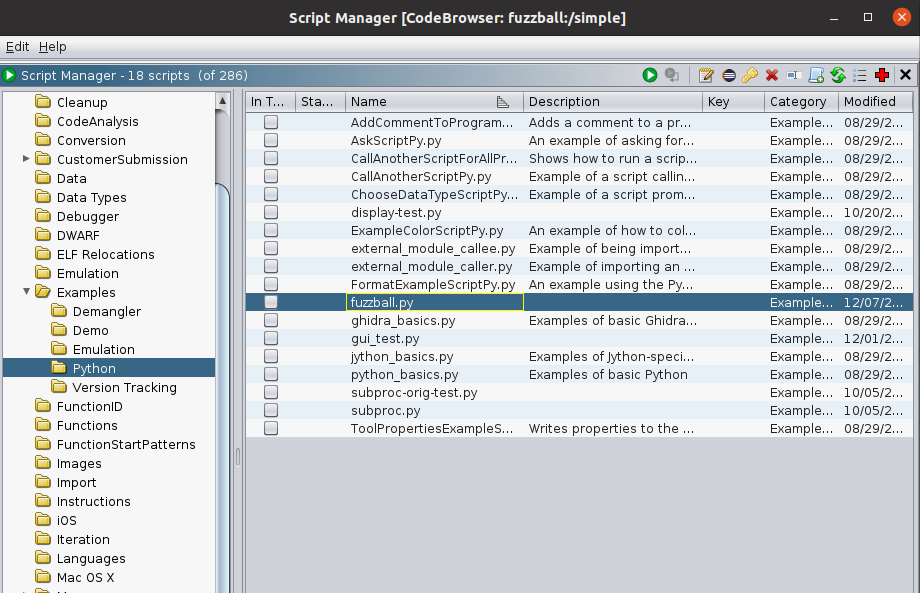 Script Manager [CodeBrowser: fuzzball:/simple]
Edit Help
Script Manager - 18 scripts (of 286)
Cleanup
CodeAnalysis
Conversion
CustomerSubmission
Data
Data Types
Debugger
DWARF
ELF Relocations
Emulation
Examples
Demangler
Demo
Emulation
Python
Version Tracking
FunctionID
Functions
FunctionStartPatterns
Images
Import
Instructions
iOS
Iteration
Languages
Mac OS X
In T... Sta... Name Description Key Category Modified
AddCommentToProgram... Adds a comment to a pr... Example... 08/29/2...
AskScriptPy.py An example of asking for... Example... 08/29/2...
CallAnotherScriptForAllPr... Shows how to run a scrip... Example... 08/29/2...
CallAnotherScriptPy.py Example of a script callin... Example... 08/29/2...
ChooseDataTypeScriptPy... Example of a script prom... Example... 08/29/2...
display-test.py Example... 10/20/2...
ExampleColorScriptPy.py An example of how to col... Example... 08/29/2...
external_module_callee.py Example of being import... Example... 08/29/2...
external_module_caller.py Example of importing an ... Example... 08/29/2...
FormatExampleScriptPy.py An example using the Py... Example... 08/29/2...
fuzzball.py Example... 12/07/2...
ghidra_basics.py Examples of basic Ghidra... Example... 08/29/2...
gui_test.py Example... 12/01/2...
jython_basics.py Examples of Jython-speci... Example... 08/29/2...
python_basics.py Examples of basic Python Example... 08/29/2...
subproc-orig-test.py Example... 10/05/2...
subproc.py Example... 10/05/2...
ToolPropertiesExampleS... Writes properties to the ... Example... 08/29/2...